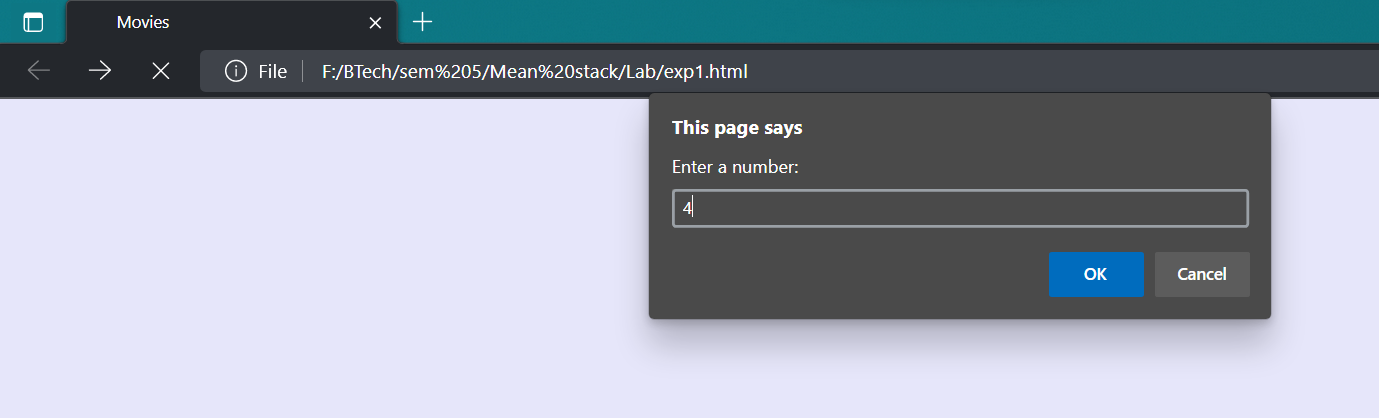 Movies
File F:/BTech/sem%205/Mean%20stack/Lab/exp1.html
This page says
Enter a number:
4
OK Cancel